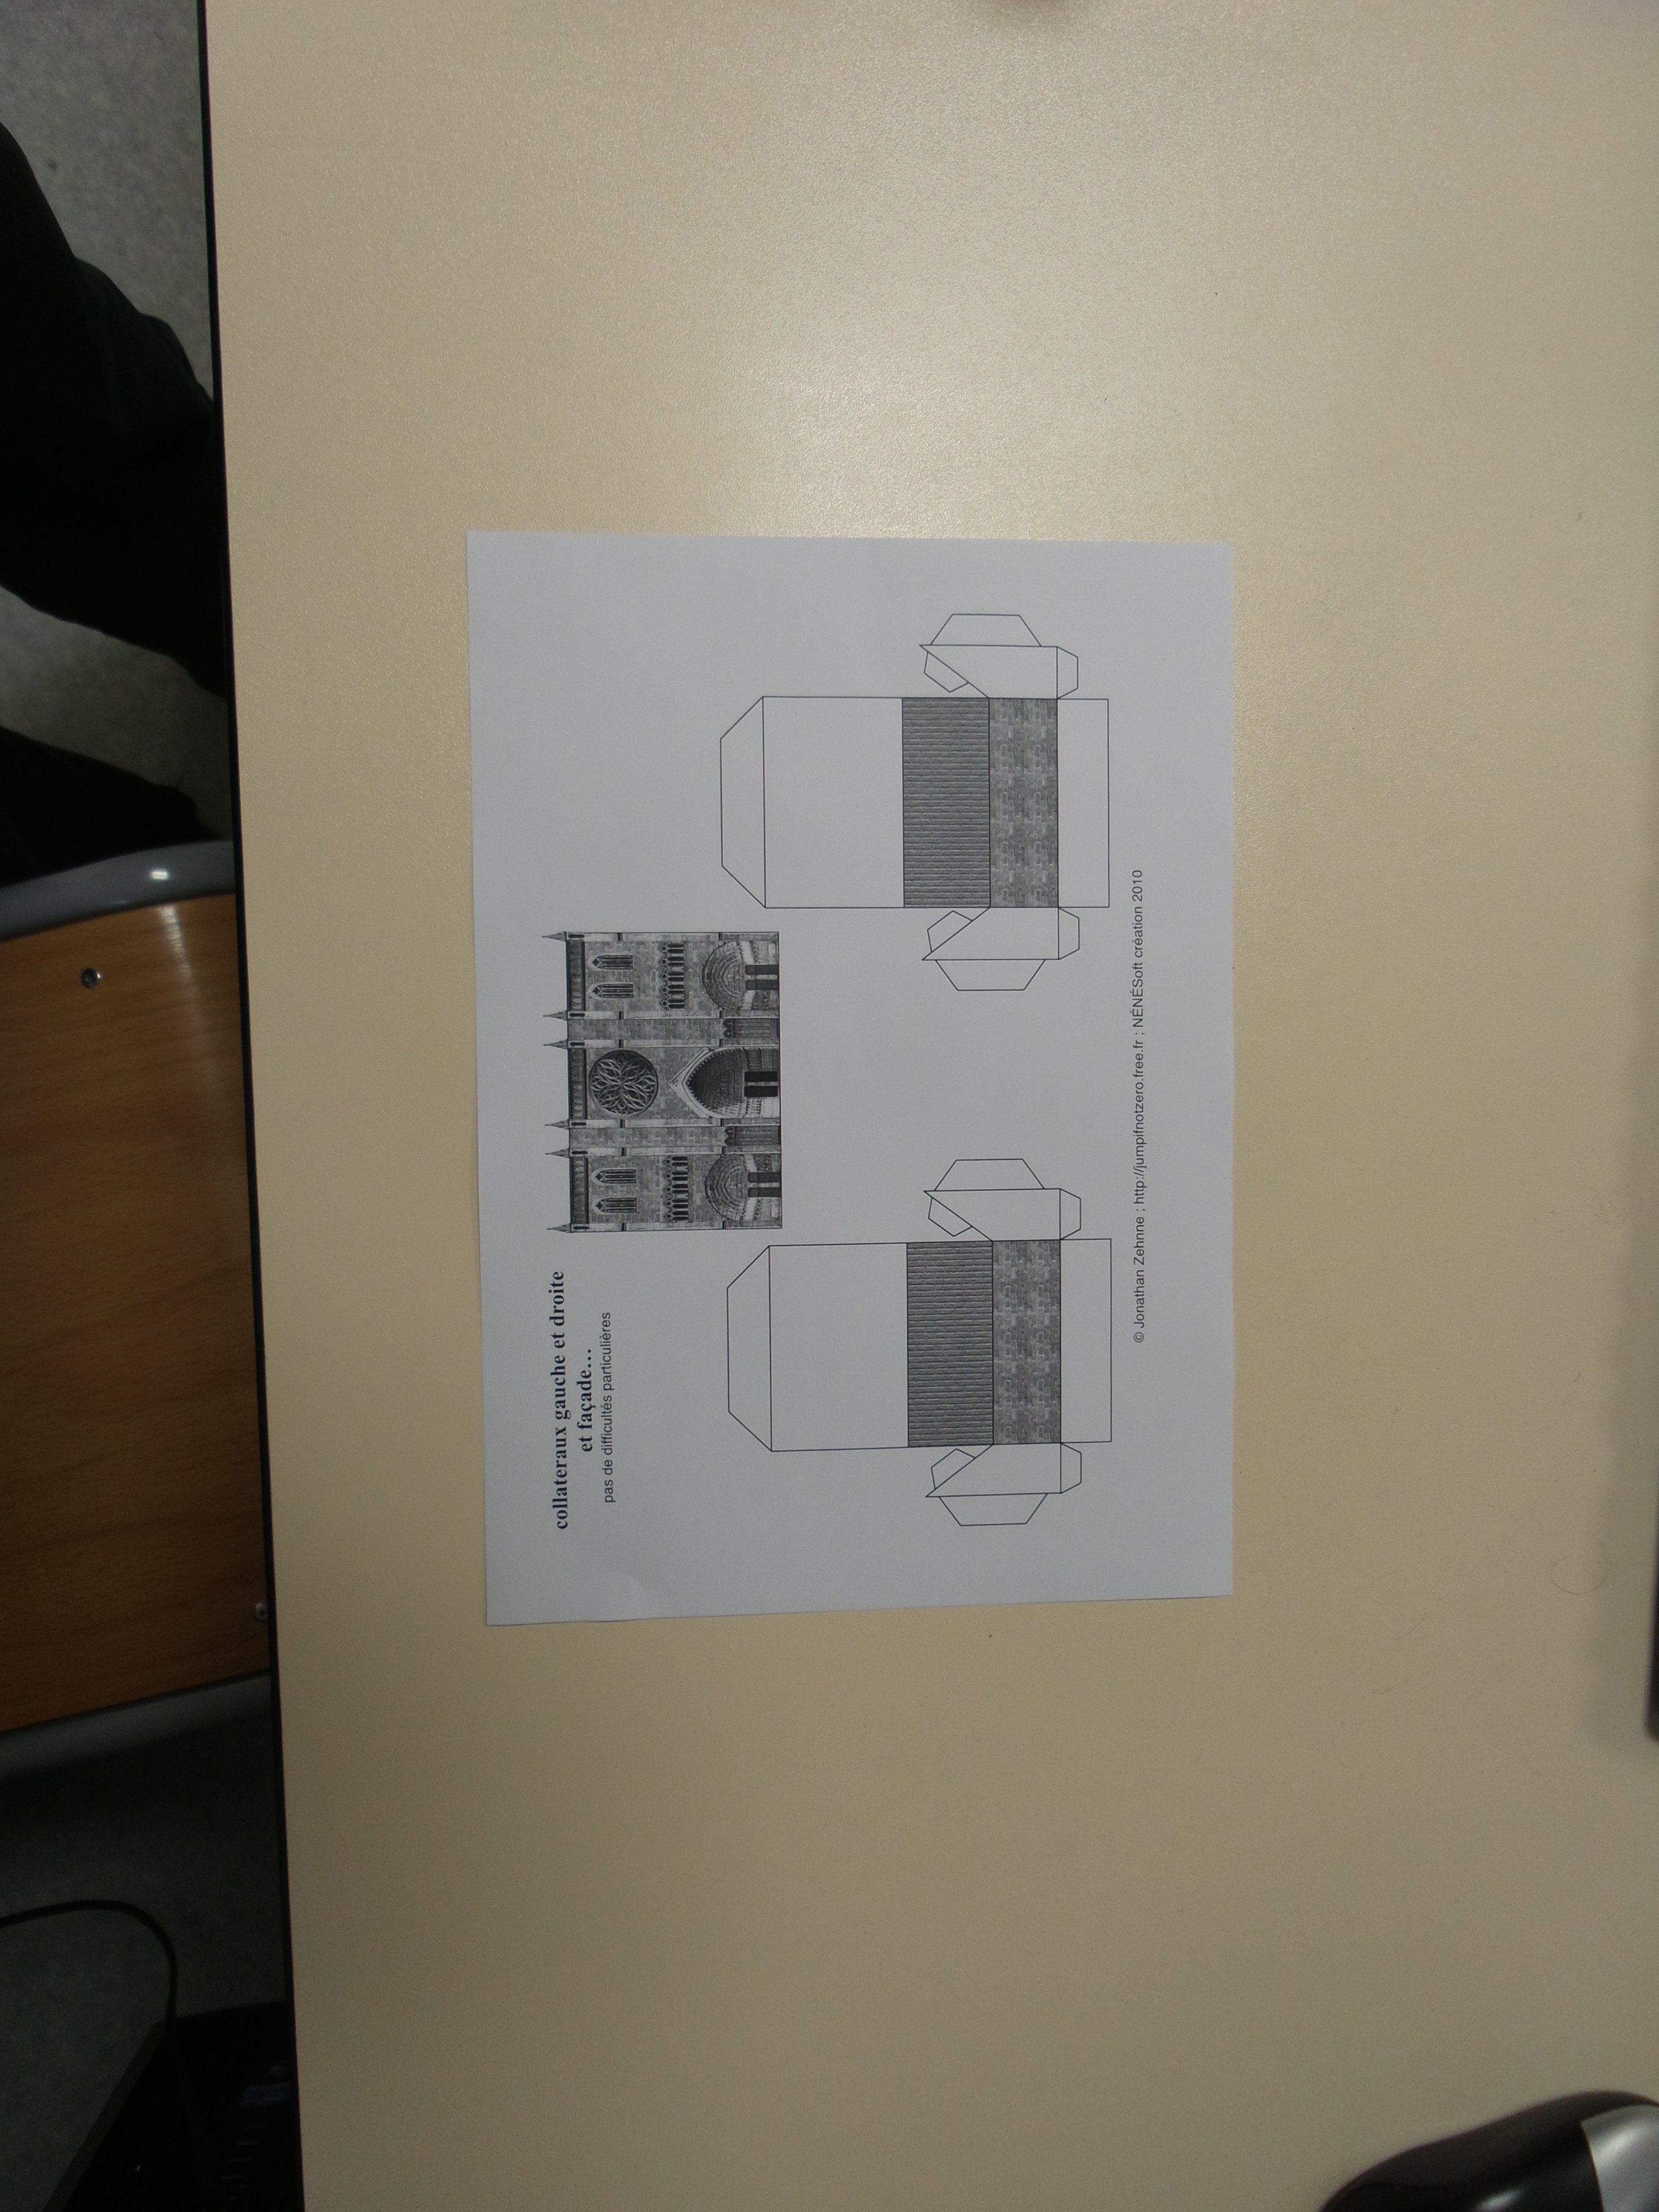 collateraux gauche et droite
et façade...
pas de difficultés particulières
© Jonathan Zehnne ; http://jumpifnotzero.free.fr ; NÉNÉSoft création 2010